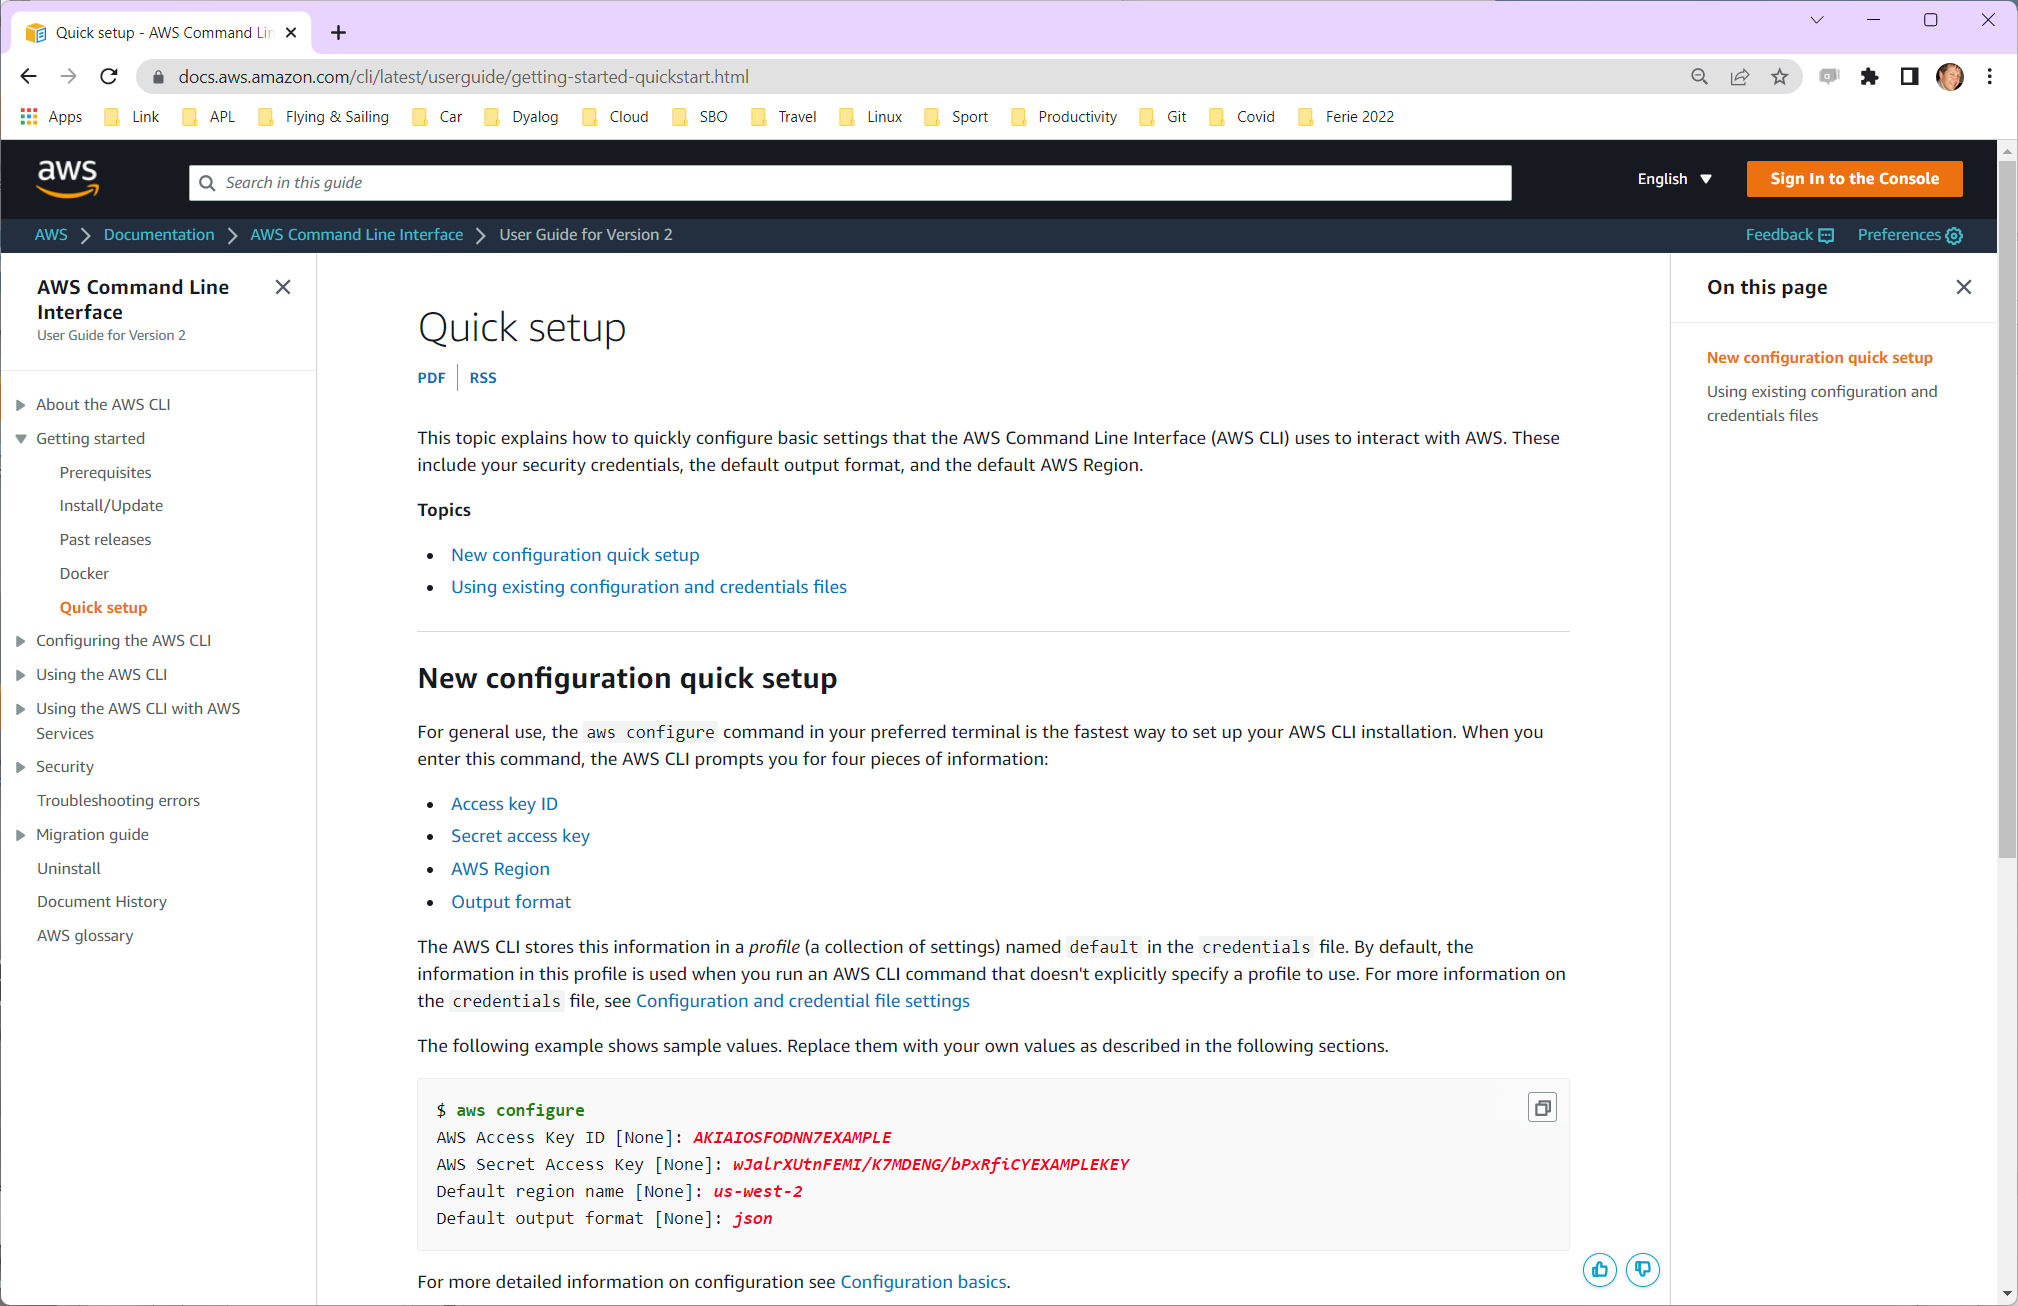 Quick setup - AWS Command Lin
docs.aws.amazon.com/cli/latest/userguide/getting-started-quickstart.html
Apps Link APL Flying & Sailing Car Dyalog Cloud SBO Travel Linux Sport Productivity Git Covid Ferie 2022
aws
Search in this guide
English
Sign In to the Console
AWS > Documentation > AWS Command Line Interface > User Guide for Version 2
Feedback Preferences
AWS Command Line
Interface
User Guide for Version 2
About the AWS CLI
Getting started
Prerequisites
Install/Update
Past releases
Docker
Quick setup
Configuring the AWS CLI
Using the AWS CLI
Using the AWS CLI with AWS
Services
Security
Troubleshooting errors
Migration guide
Uninstall
Document History
AWS glossary
Quick setup
PDF RSS
This topic explains how to quickly configure basic settings that the AWS Command Line Interface (AWS CLI) uses to interact with AWS. These
include your security credentials, the default output format, and the default AWS Region.
Topics
• New configuration quick setup
• Using existing configuration and credentials files
New configuration quick setup
For general use, the aws configure command in your preferred terminal is the fastest way to set up your AWS CLI installation. When you
enter this command, the AWS CLI prompts you for four pieces of information:
• Access key ID
• Secret access key
• AWS Region
• Output format
The AWS CLI stores this information in a profile (a collection of settings) named default in the credentials file. By default, the
information in this profile is used when you run an AWS CLI command that doesn't explicitly specify a profile to use. For more information on
the credentials file, see Configuration and credential file settings
The following example shows sample values. Replace them with your own values as described in the following sections.
$ aws configure
AWS Access Key ID [None]: AKIAIOSFODNN7EXAMPLE
AWS Secret Access Key [None]: wJalrXUtnFEMI/K7MDENG/bPxRfiCYEXAMPLEKEY
Default region name [None]: us-west-2
Default output format [None]: json
For more detailed information on configuration see Configuration basics.
On this page
New configuration quick setup
Using existing configuration and
credentials files